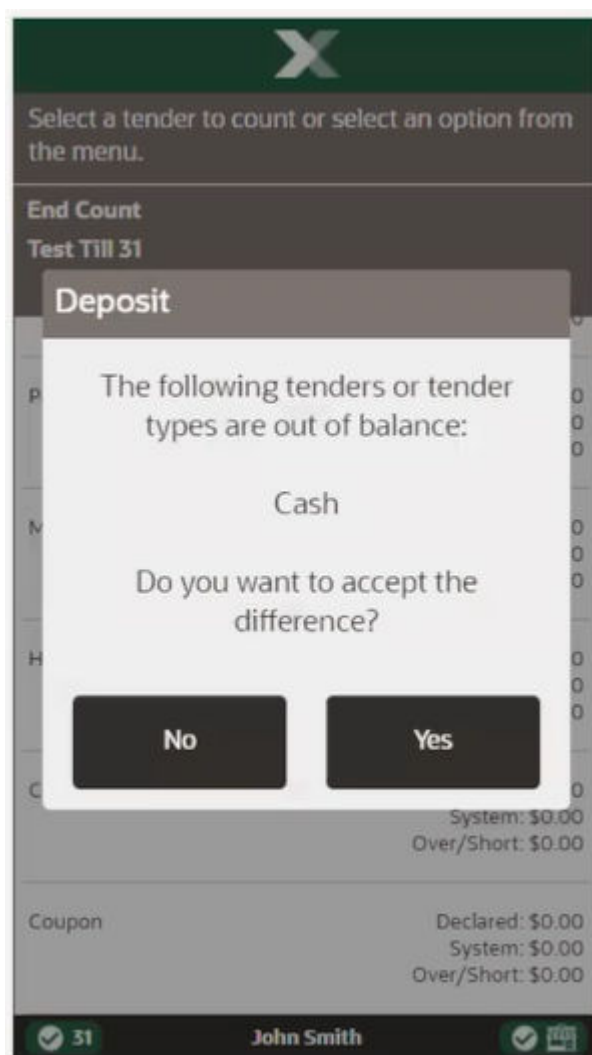 Select a tender to count or select an option from
the menu.
End Count
Test Till 31
Deposit
The following tenders or tender
types are out of balance:
Cash
Do you want to accept the
difference?
No
Yes
System: $0.00
Over/Short: $0.00
Coupon
Declared: $0.00
System: $0.00
Over/Short: $0.00
31
John Smith